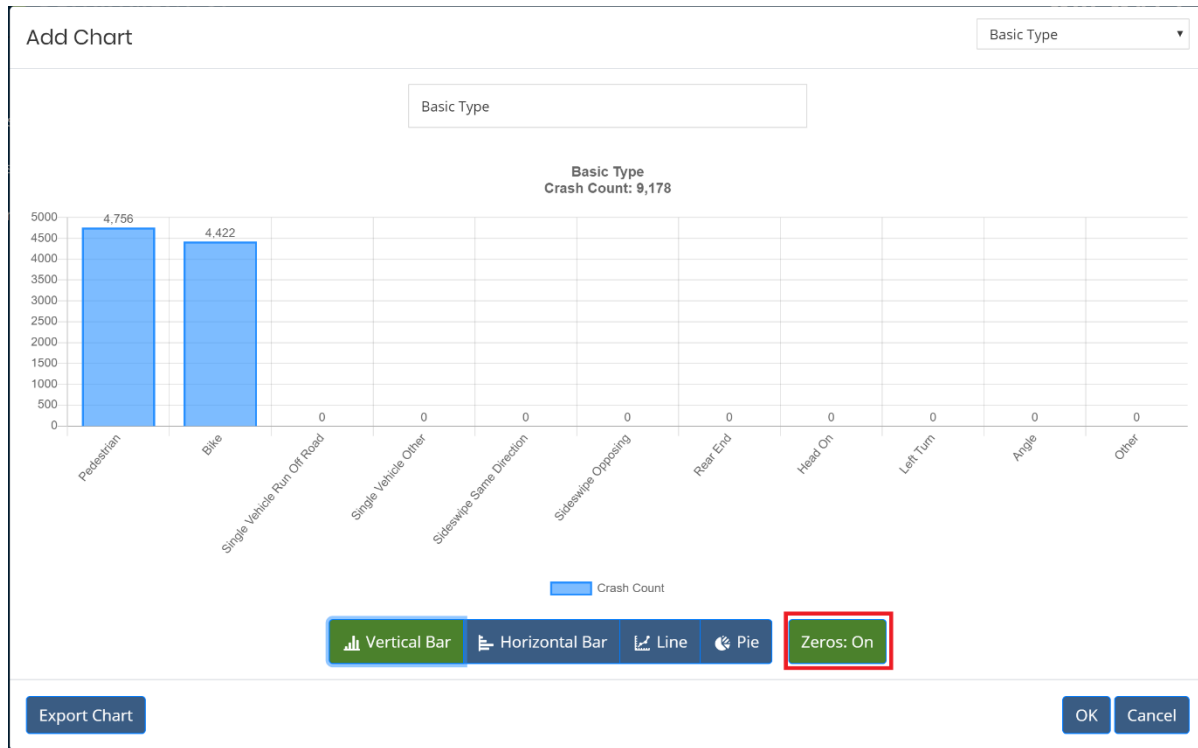 Add Chart
Basic Type
Basic Type
Basic Type
Crash Count: 9,178
5000
4500
4000
3500
3000
2500
2000
1500
1000
500
0
4,756
4,422
0
0
0
0
0
0
0
0
0
Pedestrian
Bike
Single Vehicle Run Off Road
Single Vehicle Other
Sideswipe Same Direction
Sideswipe Opposing
Rear End
Head On
Left Turn
Angle
Other
Crash Count
Vertical Bar
Horizontal Bar
Line
Pie
Zeros: On
Export Chart
OK
Cancel